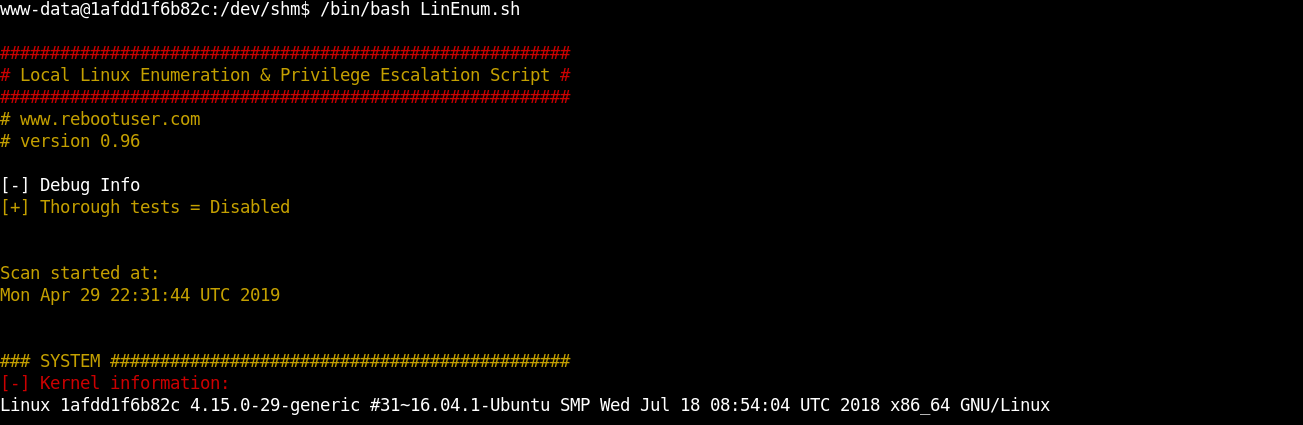 www-data@1afdd1f6b82c:/dev/shm$ /bin/bash LinEnum.sh
#########################################################
# Local Linux Enumeration & Privilege Escalation Script #
#########################################################
# www.rebootuser.com
# version 0.96
[-] Debug Info
[+] Thorough tests = Disabled
Scan started at:
Mon Apr 29 22:31:44 UTC 2019
### SYSTEM ##############################################
[-] Kernel information:
Linux 1afdd1f6b82c 4.15.0-29-generic #31~16.04.1-Ubuntu SMP Wed Jul 18 08:54:04 UTC 2018 x86_64 GNU/Linux